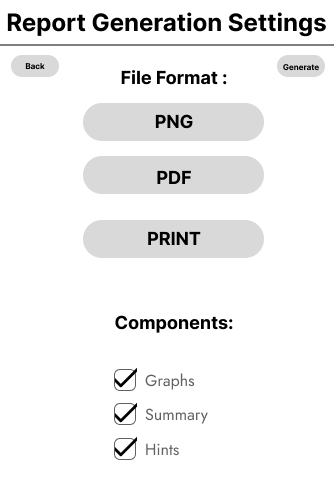 Report Generation Settings
Back
Generate
File Format :
PNG
PDF
PRINT
Components:
Graphs
Summary
Hints